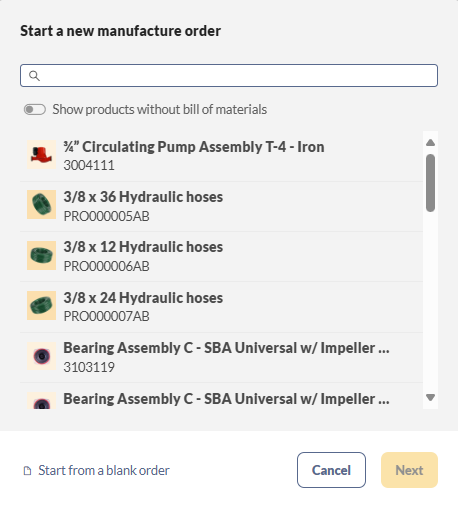 Start a new manufacture order
Show products without bill of materials
¾” Circulating Pump Assembly T-4 - Iron
3004111
3/8 x 36 Hydraulic hoses
PRO000005AB
3/8 x 12 Hydraulic hoses
PRO000006AB
3/8 x 24 Hydraulic hoses
PRO000007AB
Bearing Assembly C - SBA Universal w/ Impeller ...
3103119
Bearing Assembly C - SBA Universal w/ Impeller ...
Start from a blank order
Cancel
Next